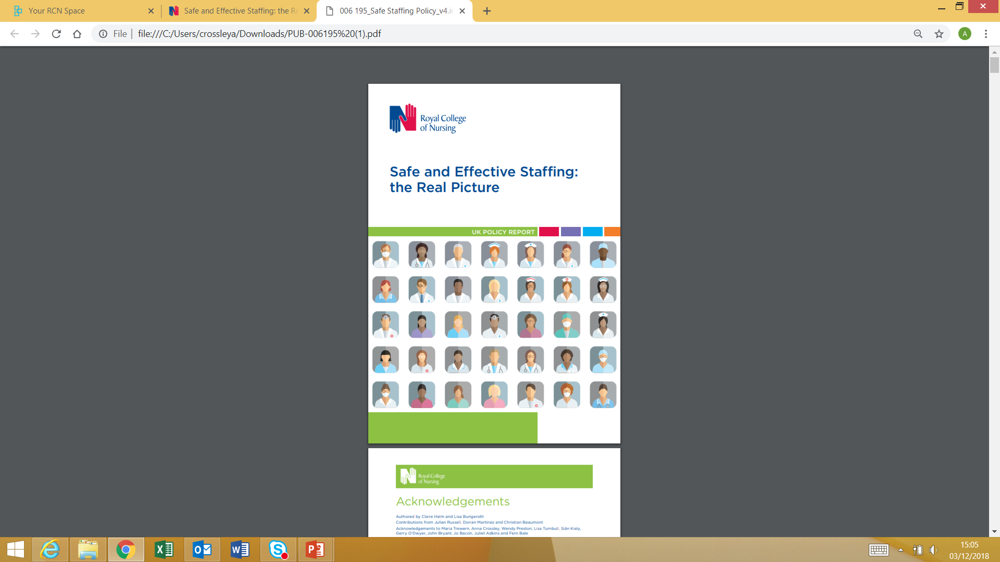 Your RCN Space
Safe and Effective Staffing: the R
006 195_Safe Staffing Policy_v4.in
File
file:///C:/Users/crossleya/Downloads/PUB-006195%20(1).pdf
A
Royal College
of Nursing
Safe and Effective Staffing:
the Real Picture
UK POLICY REPORT
Royal College
of Nursing
Acknowledgements
Authored by Claire Helm and Lisa Bungeroth
Contributions from Julian Russell, Dorian Martinez and Christian Beaumont
Acknowledgements to Maria Trewern, Anna Crossley, Wendy Preston, Lisa Turnbull, Siân Kiely,
Gerry O'Dwyer, John Bryant, Jo Bacon, Juliet Adkins and Fern Bale
15:05
03/12/2018